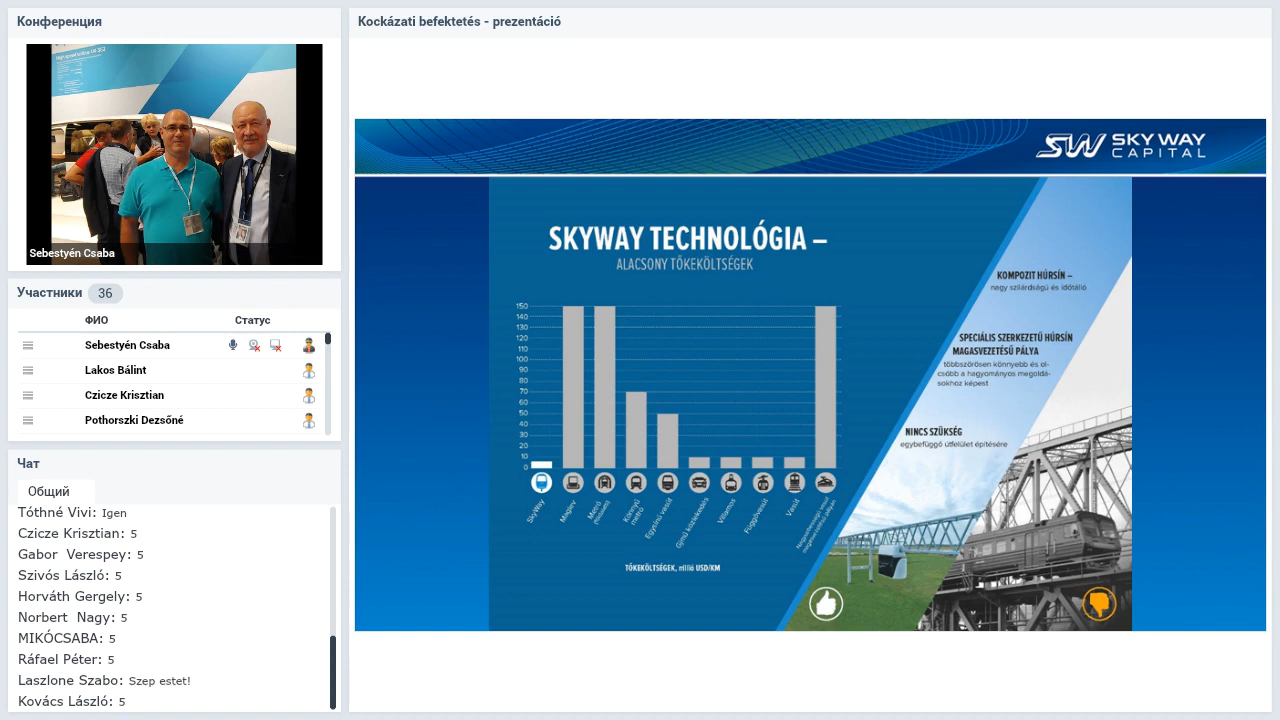 Конференция
Sebestyén Csaba
Участники 36
ФИО Статус
Sebestyén Csaba
Lakos Bálint
Czicze Krisztian
Pothorszki Dezsőné
Чат
Общий
Tóthné Vivi: Igen
Czicze Krisztian: 5
Gabor Verespey: 5
Szivós László: 5
Horváth Gergely: 5
Norbert Nagy: 5
MIKÓCSABA: 5
Ráfael Péter: 5
Laszlone Szabo: Szep estet!
Kovács László: 5
Kockázati befektetés - prezentáció
SW SKY WAY
CAPITAL
SKYWAY TECHNOLÓGIA –
ALACSONY TŐKEKÖLTSÉGEK
150
140
130
120
110
100
90
80
70
60
50
40
30
20
10
0
SkyWay
Maglev
Metró
Könnyű
metró
Egysínű vasút
Gyors közlekedés
Villamos
Függővasút
Vasút
TŐKEKÖLTSÉGEK, millió USD/KM
KOMPOZIT HÚRSÍN –
nagy szilárdságú és időtálló
SPECIÁLIS SZERKEZETŰ HÚRSÍN
MAGASVEZETÉSŰ PÁLYA
többszörösen könnyebb és ol-
csóbb a hagyományos megoldá-
sokhoz képest
NINCS SZÜKSÉG
egybefüggő útfelület építésére